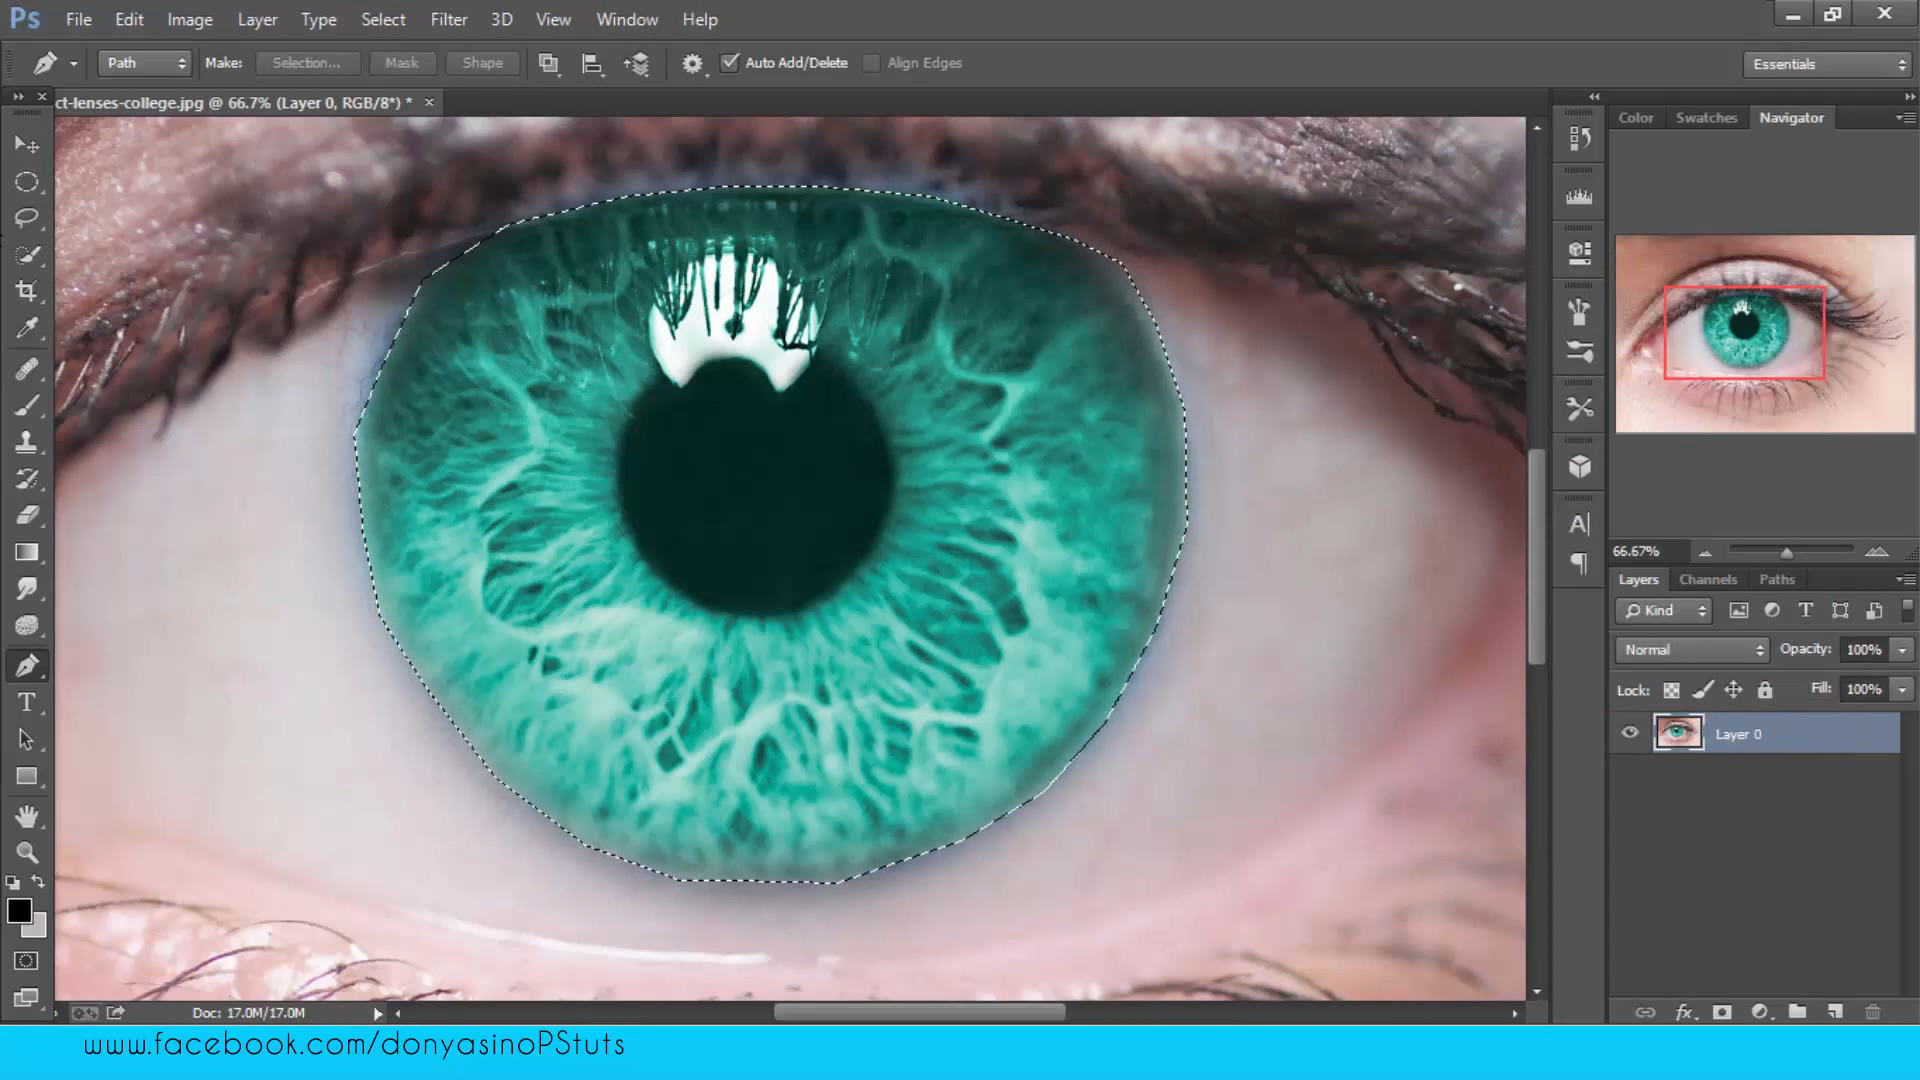 Ps File Edit Image Layer Type Select Filter 3D View Window Help
Path Make: Selection... Mask Shape Auto Add/Delete Align Edges Essentials
ct-lenses-college.jpg @ 66.7% (Layer 0, RGB/8*) *
Color Swatches Navigator
66.67%
Layers Channels Paths
Kind
Normal Opacity: 100%
Lock: Fill: 100%
Layer 0
Doc: 17.0M/17.0M
www.facebook.com/donyasinoPStuts